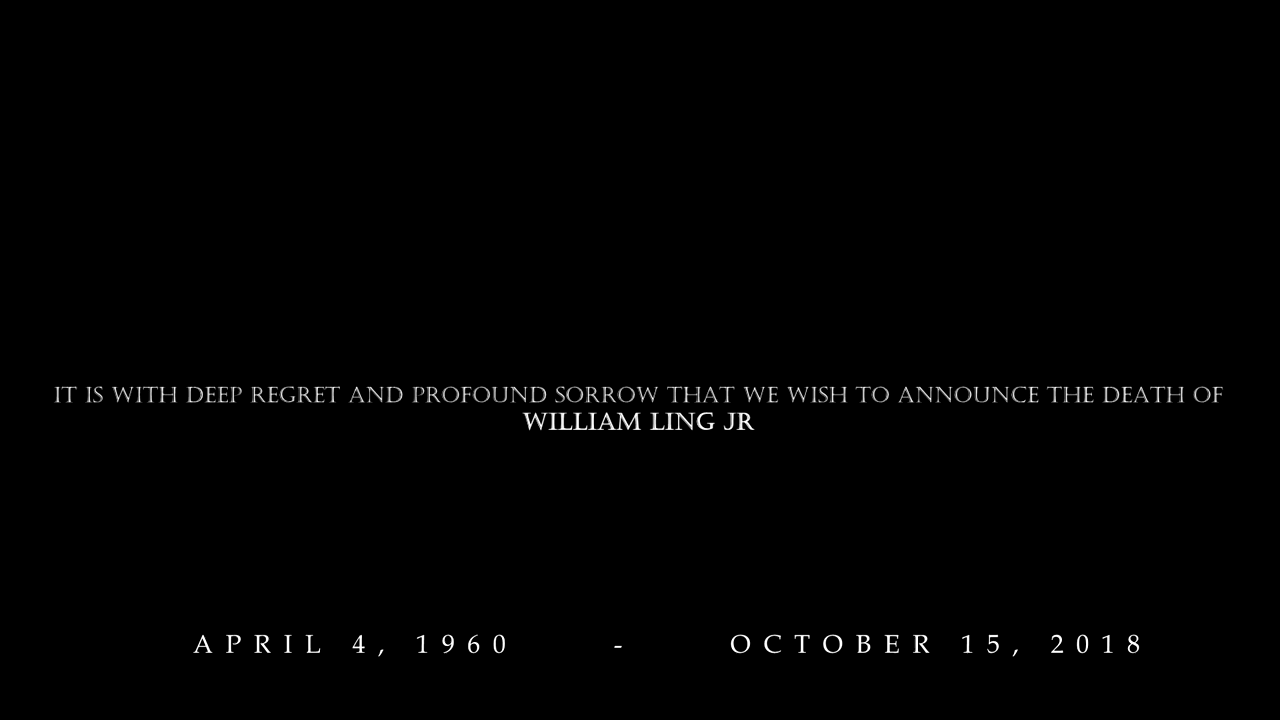 IT IS WITH DEEP REGRET AND PROFOUND SORROW THAT WE WISH TO ANNOUNCE THE DEATH OF
WILLIAM LING JR
APRIL 4, 1960 - OCTOBER 15, 2018